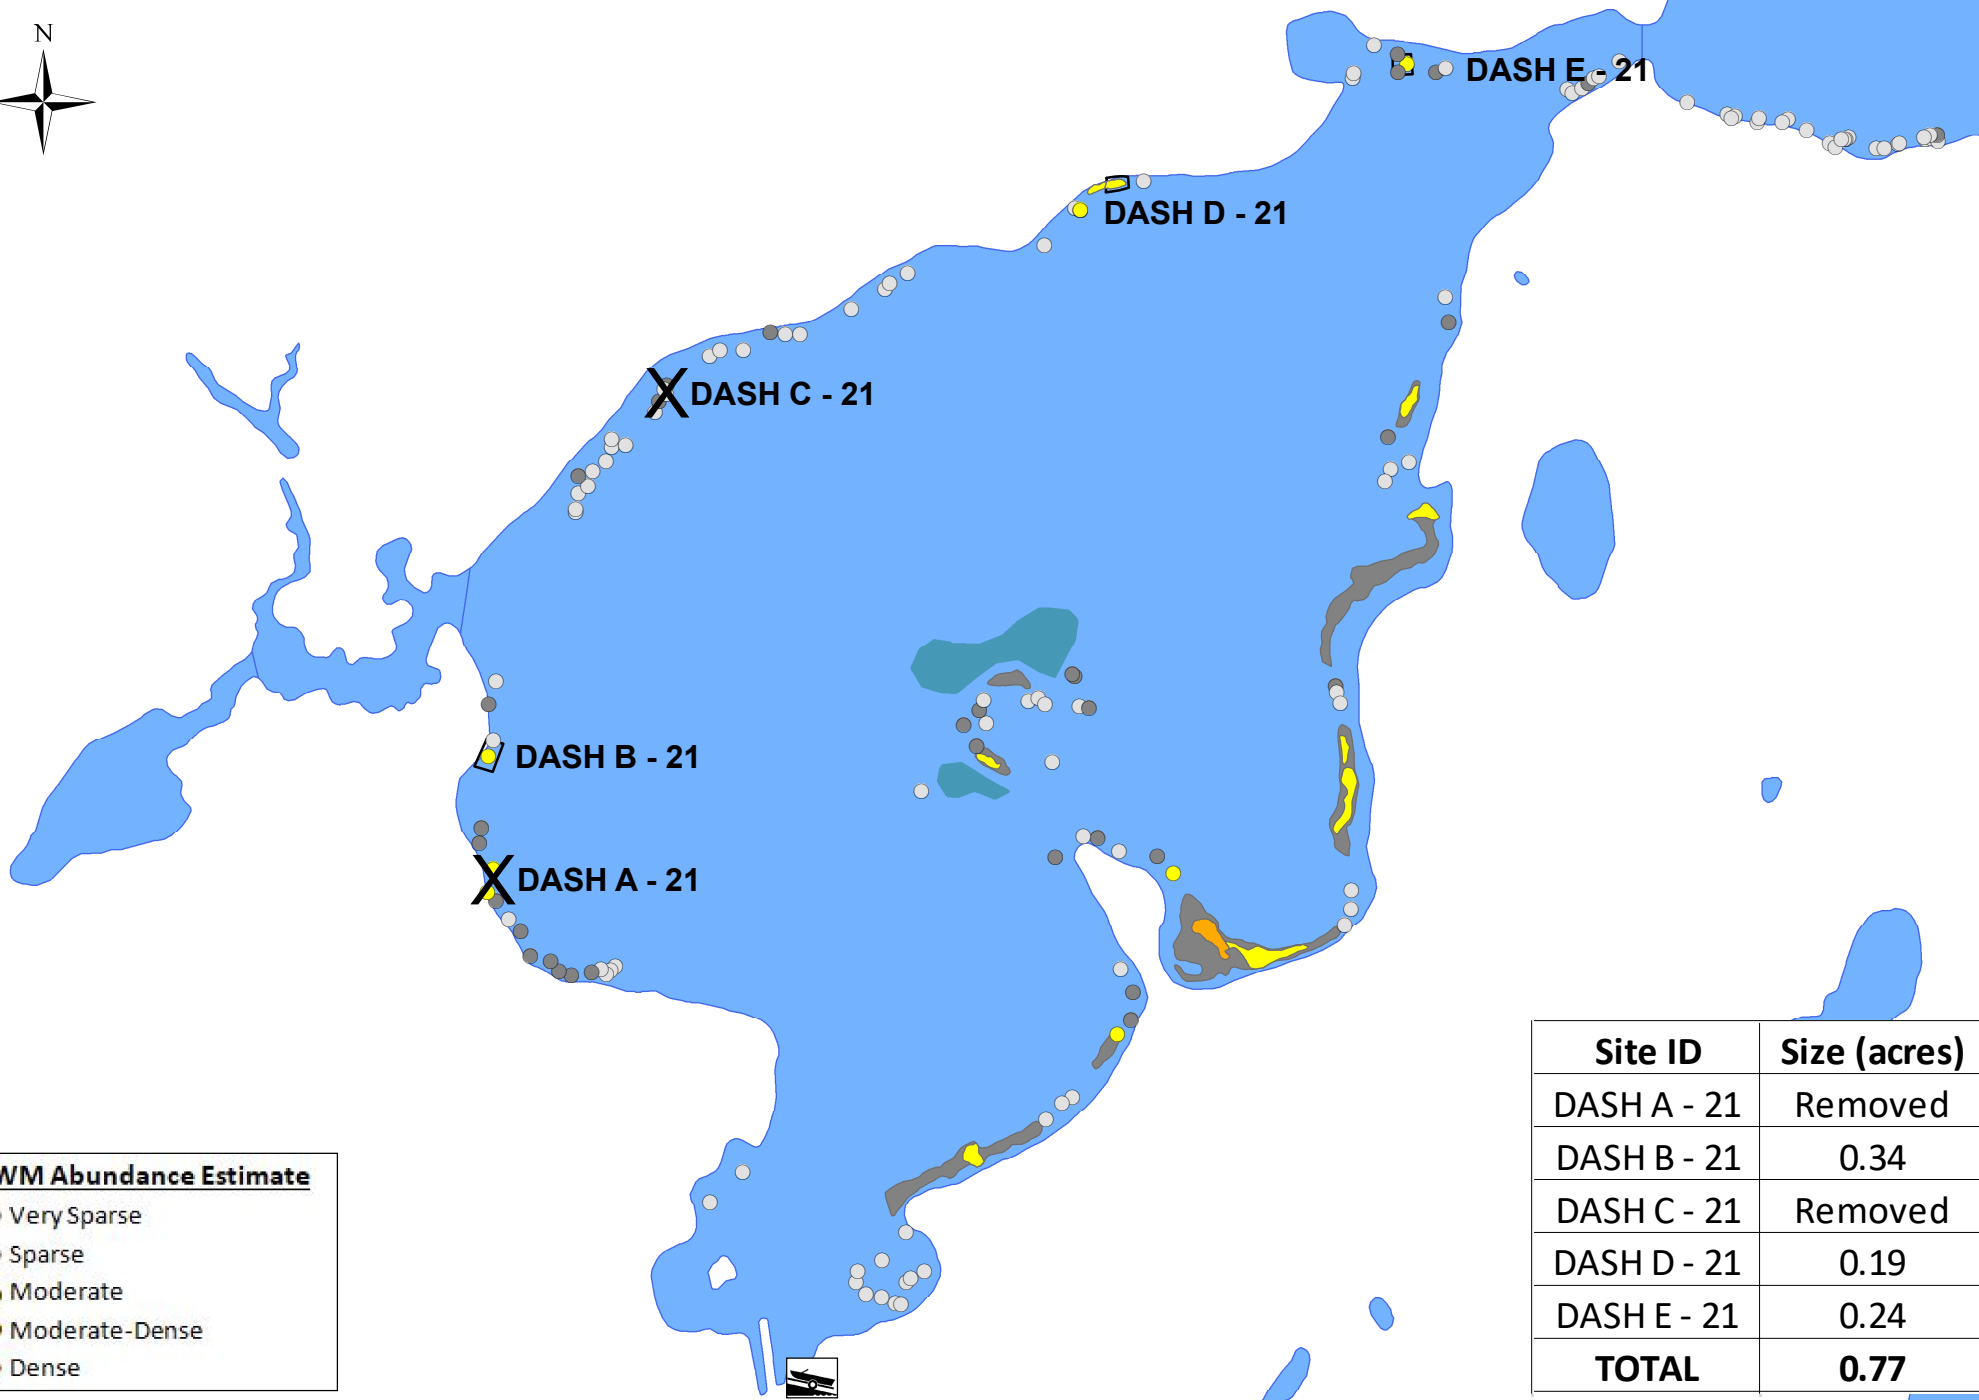 N
DASH E - 21
DASH D - 21
DASH C - 21
DASH B - 21
DASH A - 21
WM Abundance Estimate
Very Sparse
Sparse
Moderate
Moderate-Dense
Dense
Site ID Size (acres)
DASH A - 21 Removed
DASH B - 21 0.34
DASH C - 21 Removed
DASH D - 21 0.19
DASH E - 21 0.24
TOTAL 0.77